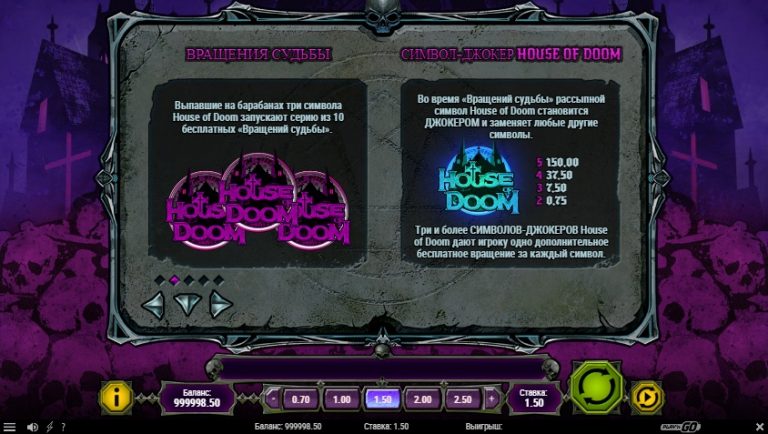 ВРАЩЕНИЯ СУДЬБЫ
Выпавшие на барабанах три символа
House of Doom запускают серию из 10
бесплатных «Вращений судьбы».
HOUSE
DOOM
HOUSE
DOOM
HOUSE
DOOM
СИМВОЛ-ДЖОКЕР HOUSE OF DOOM
Во время «Вращений судьбы» рассыпной
символ House of Doom становится
ДЖОКЕРОМ и заменяет любые другие
символы.
HOUSE
DOOM
5 150,00
4 37,50
3 7,50
2 0,75
Три и более СИМВОЛОВ-ДЖОКЕРОВ House
of Doom дают игроку одно дополнительное
бесплатное вращение за каждый символ.
i
Баланс:
999998.50
- 0.70 1.00 1.50 2.00 2.50 +
Ставка:
1.50
? Баланс: 999998.50 Ставка: 1.50 Выигрыш: PLAY'N GO